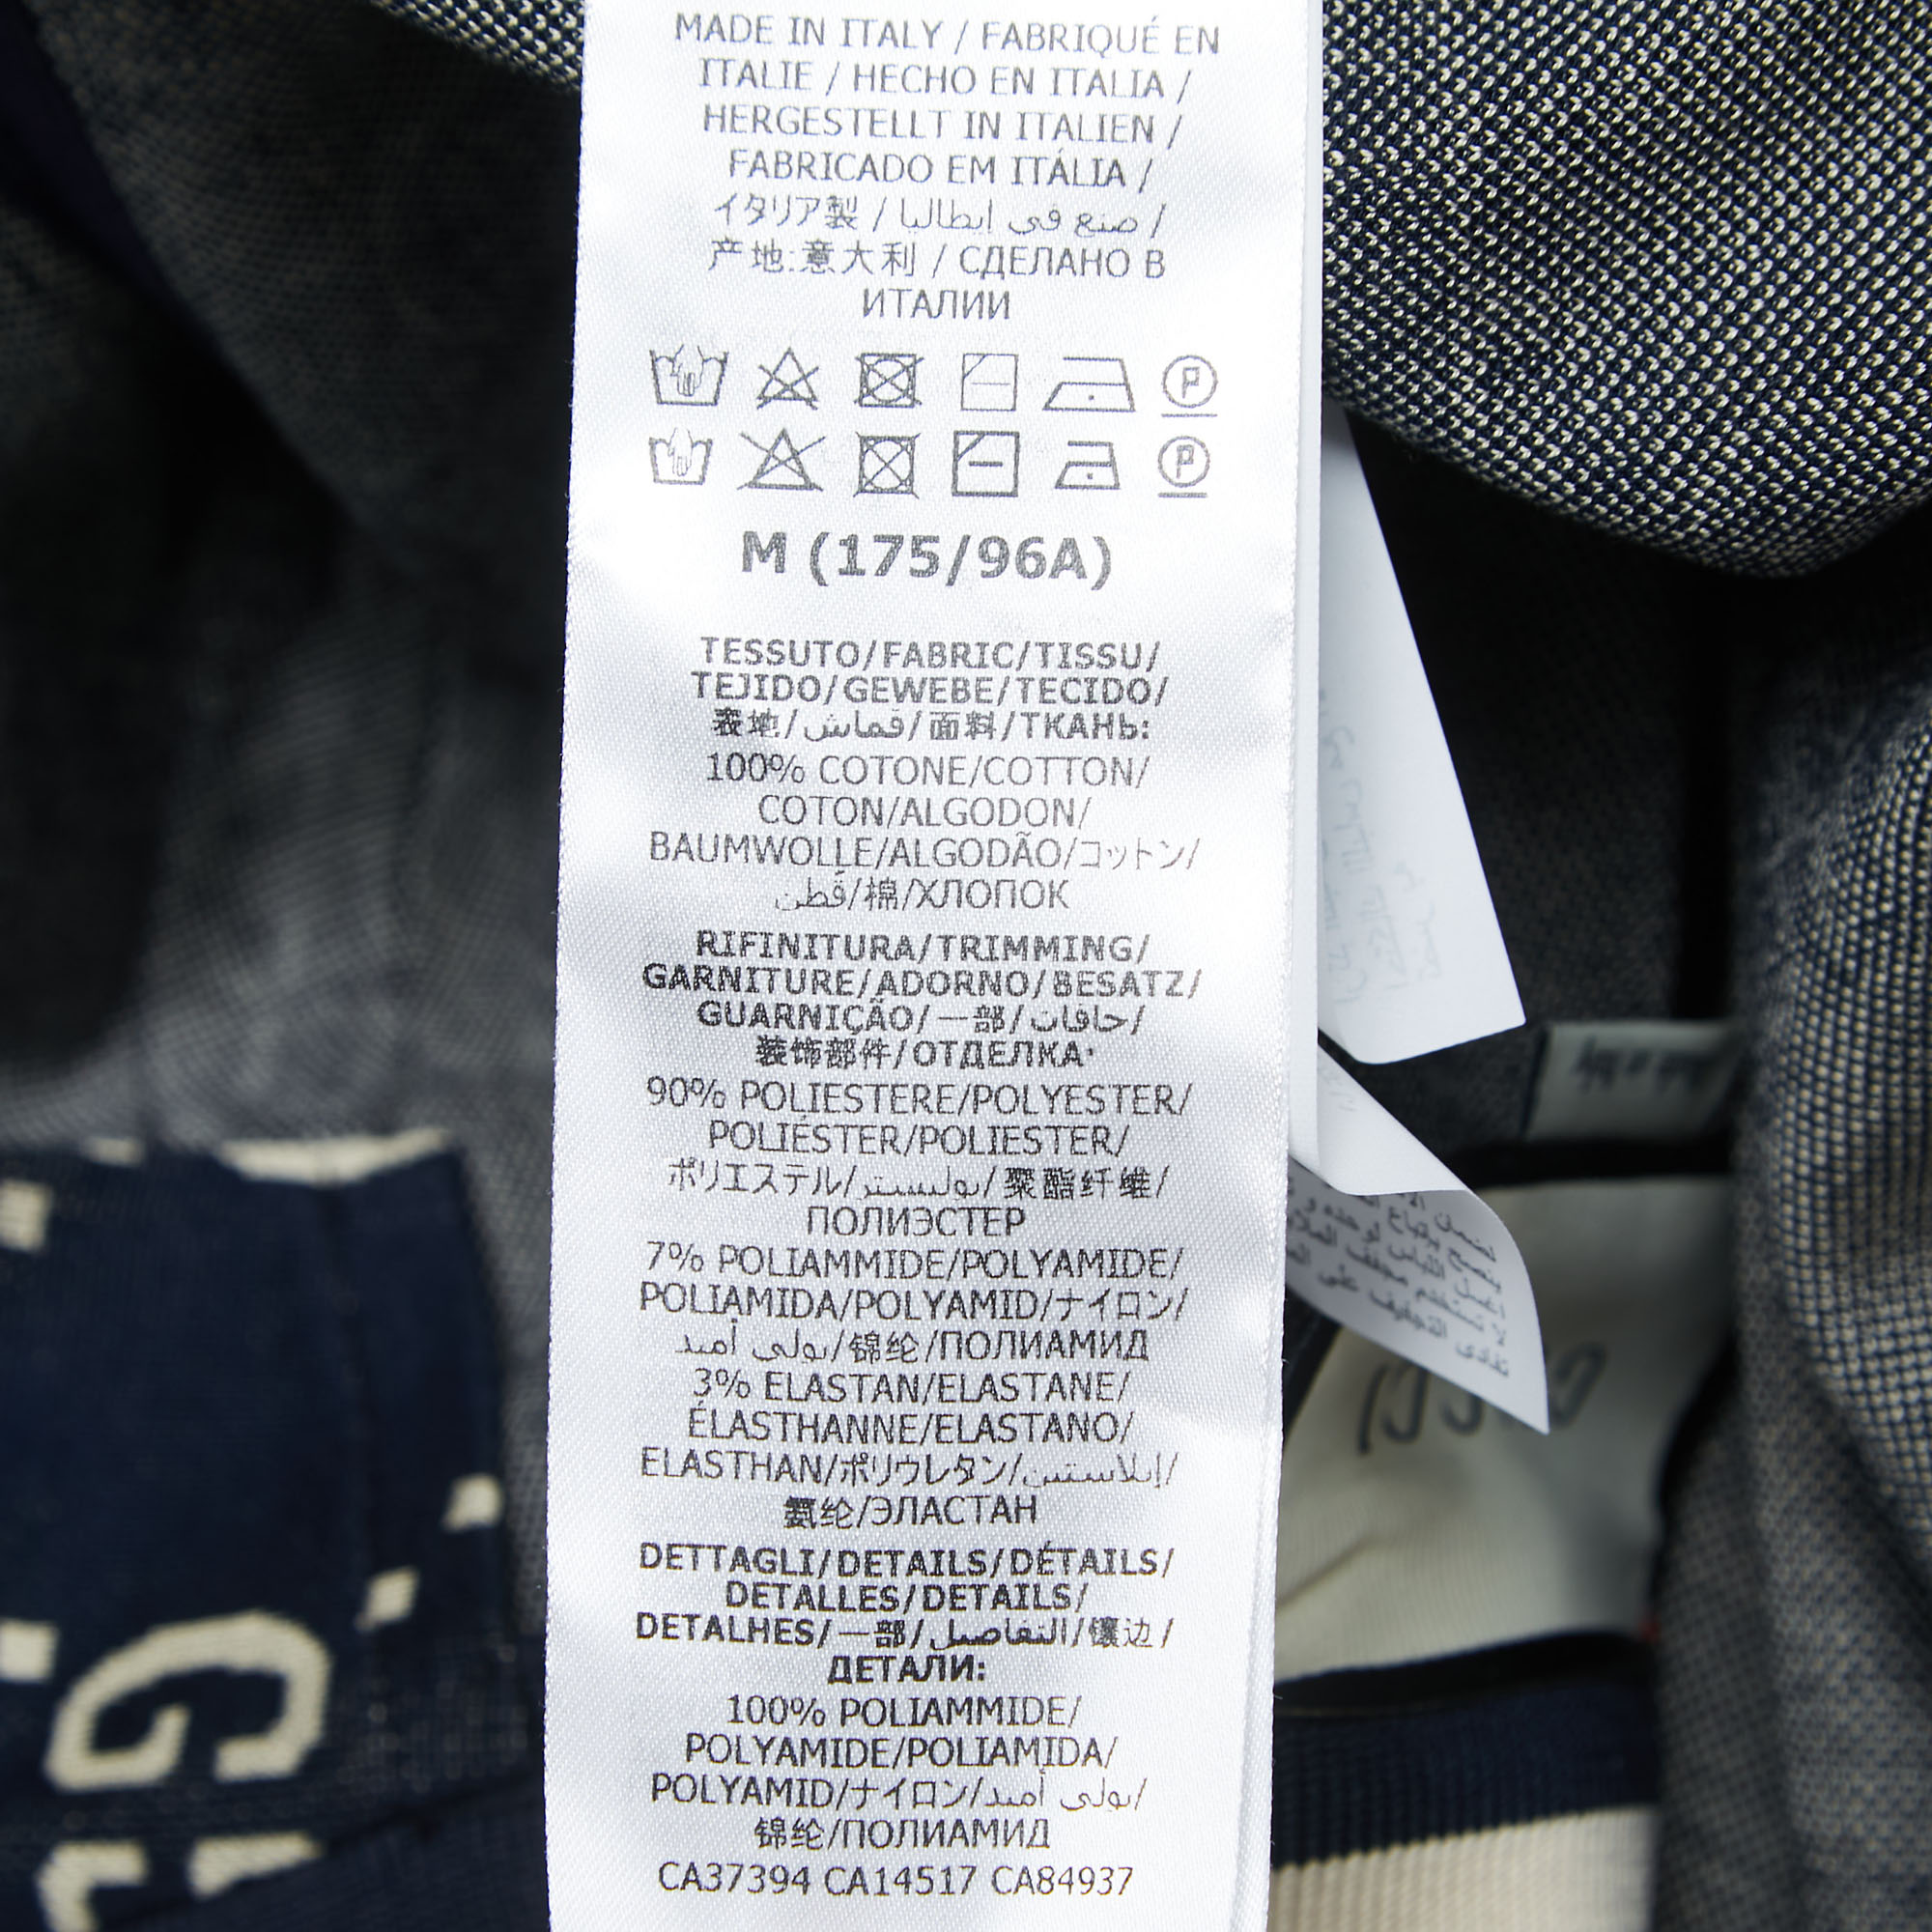 MADE IN ITALY / FABRIQUÉ EN
ITALIE / HECHO EN ITALIA /
HERGESTELLT IN ITALIEN /
FABRICADO EM ITÁLIA /
イタリア製 / صنع في إيطاليا /
产地:意大利 / СДЕЛАНО В
ИТАЛИИ
M (175/96A)
TESSUTO/FABRIC/TISSU/
TEJIDO/GEWEBE/TECIDO/
表地/قماش/面料/ТКАНЬ:
100% COTONE/COTTON/
COTON/ALGODON/
BAUMWOLLE/ALGODÃO/コットン/
قطن/棉/ХЛОПОК
RIFINITURA/TRIMMING/
GARNITURE/ADORNO/BESATZ/
GUARNIÇÃO/一部/حافات/
装饰部件/ОТДЕЛКА:
90% POLIESTERE/POLYESTER/
POLIÉSTER/POLIESTER/
ポリエステル/بوليستر/聚酯纤维/
ПОЛИЭСТЕР
7% POLIAMMIDE/POLYAMIDE/
POLIAMIDA/POLYAMID/ナイロン/
بولي أميد/锦纶/ПОЛИАМИД
3% ELASTAN/ELASTANE/
ÉLASTHANNE/ELASTANO/
ELASTHAN/ポリウレタン/إيلاستين/
氨纶/ЭЛАСТАН
DETTAGLI/DETAILS/DÉTAILS/
DETALLES/DETAILS/
DETALHES/一部/التفاصيل/镶边/
ДЕТАЛИ:
100% POLIAMMIDE/
POLYAMIDE/POLIAMIDA/
POLYAMID/ナイロン/بولي أميد/
锦纶/ПОЛИАМИД
CA37394 CA14517 CA84937